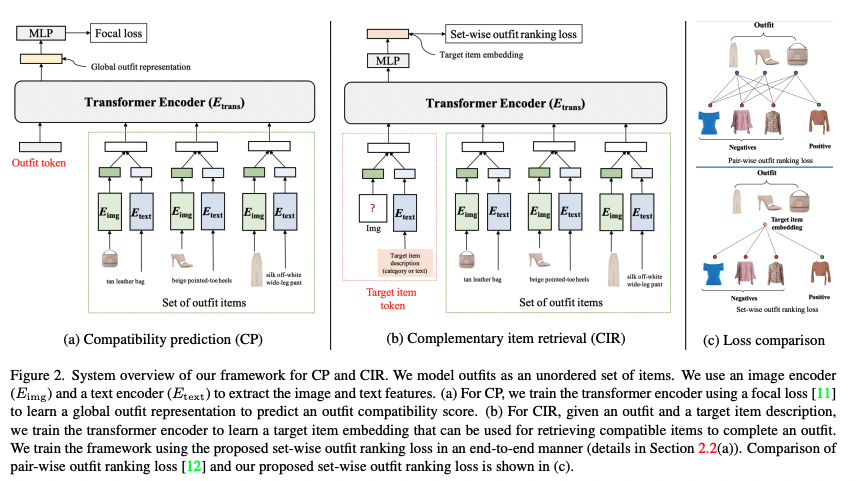 MLP
Focal loss
Global outfit representation
Transformer Encoder (Etrans)
Outfit token
Eimg Etext Eimg Etext Eimg Etext
tan leather bag
beige pointed-toe heels
silk off-white
wide-leg pant
Set of outfit items
(a) Compatibility prediction (CP)
Set-wise outfit ranking loss
Target item embedding
MLP
Transformer Encoder (Etrans)
?
Img
Etext
Target item
description
(category or text)
Target item
token
Eimg Etext Eimg Etext Eimg Etext
tan leather bag
beige pointed-toe heels
silk off-white
wide-leg pant
Set of outfit items
(b) Complementary item retrieval (CIR)
Outfit
Negatives
Positive
Pair-wise outfit ranking loss
Outfit
Target item
embedding
Negatives
Positive
Set-wise outfit ranking loss
(c) Loss comparison
Figure 2. System overview of our framework for CP and CIR. We model outfits as an unordered set of items. We use an image encoder
(Eimg) and a text encoder (Etext) to extract the image and text features. (a) For CP, we train the transformer encoder using a focal loss [11]
to learn a global outfit representation to predict an outfit compatibility score. (b) For CIR, given an outfit and a target item description,
we train the transformer encoder to learn a target item embedding that can be used for retrieving compatible items to complete an outfit.
We train the framework using the proposed set-wise outfit ranking loss in an end-to-end manner (details in Section 2.2(a)). Comparison of
pair-wise outfit ranking loss [12] and our proposed set-wise outfit ranking loss is shown in (c).